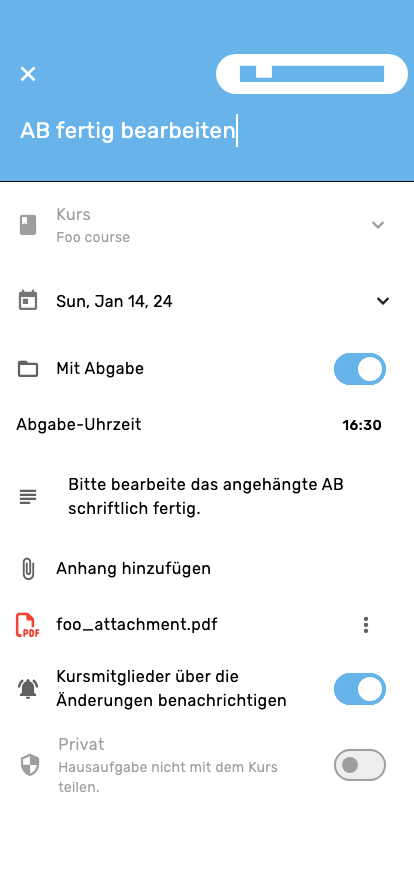 AB fertig bearbeiten
Kurs
Foo course
Sun, Jan 14, 24
Mit Abgabe
Abgabe-Uhrzeit
16:30
Bitte bearbeite das angehängte AB
schriftlich fertig.
Anhang hinzufügen
PDF
foo_attachment.pdf
Kursmitglieder über die
Änderungen benachrichtigen
Privat
Hausaufgabe nicht mit dem Kurs
teilen.